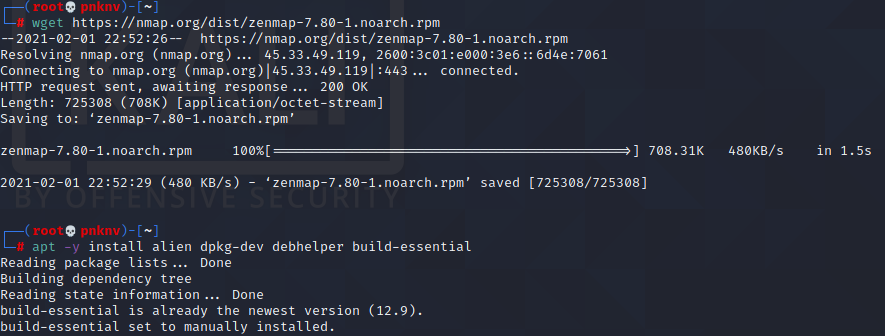 ┌──(root💀pnknv)-[~]
└─# wget https://nmap.org/dist/zenmap-7.80-1.noarch.rpm
--2021-02-01 22:52:26--  https://nmap.org/dist/zenmap-7.80-1.noarch.rpm
Resolving nmap.org (nmap.org)... 45.33.49.119, 2600:3c01:e000:3e6::6d4e:7061
Connecting to nmap.org (nmap.org)|45.33.49.119|:443... connected.
HTTP request sent, awaiting response... 200 OK
Length: 725308 (708K) [application/octet-stream]
Saving to: ‘zenmap-7.80-1.noarch.rpm’
zenmap-7.80-1.noarch.rpm     100%[==============================================>] 708.31K   480KB/s    in 1.5s
2021-02-01 22:52:29 (480 KB/s) - ‘zenmap-7.80-1.noarch.rpm’ saved [725308/725308]
BY OFFENSIVE SECURITY
┌──(root💀pnknv)-[~]
└─# apt -y install alien dpkg-dev debhelper build-essential
Reading package lists... Done
Building dependency tree
Reading state information... Done
build-essential is already the newest version (12.9).
build-essential set to manually installed.